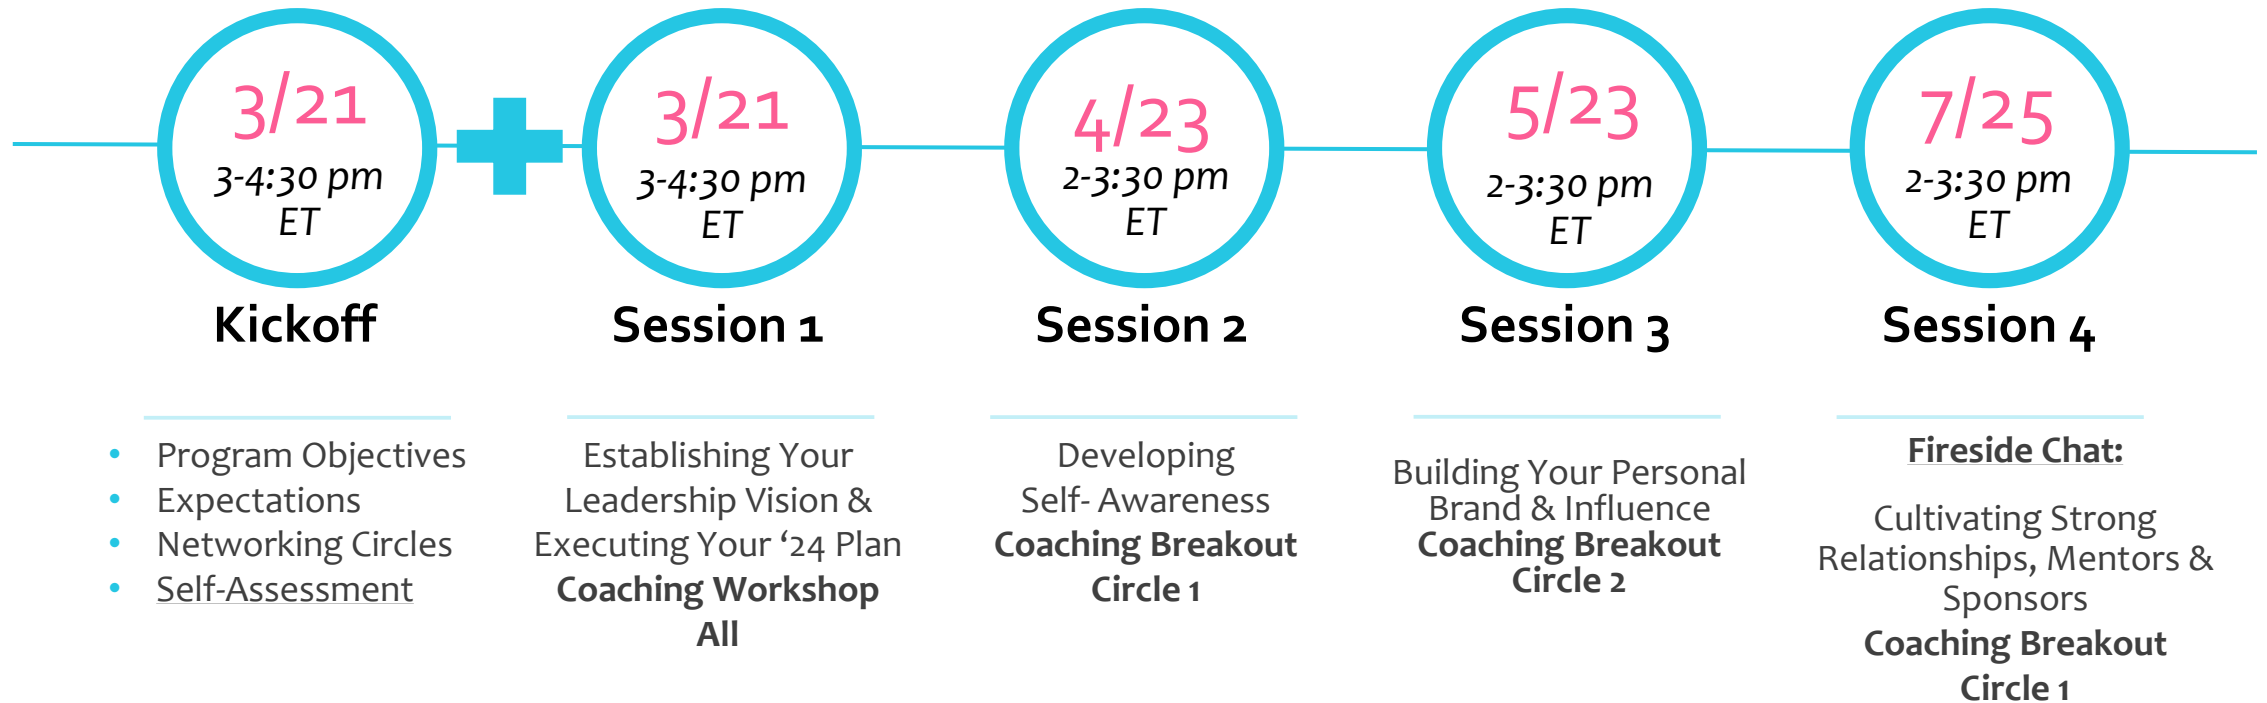 3/21
3-4:30 pm
ET
Kickoff
• Program Objectives
• Expectations
• Networking Circles
• Self-Assessment
3/21
3-4:30 pm
ET
Session 1
Establishing Your
Leadership Vision &
Executing Your ‘24 Plan
Coaching Workshop
All
4/23
2-3:30 pm
ET
Session 2
Developing
Self- Awareness
Coaching Breakout
Circle 1
5/23
2-3:30 pm
ET
Session 3
Building Your Personal
Brand & Influence
Coaching Breakout
Circle 2
7/25
2-3:30 pm
ET
Session 4
Fireside Chat:
Cultivating Strong
Relationships, Mentors &
Sponsors
Coaching Breakout
Circle 1